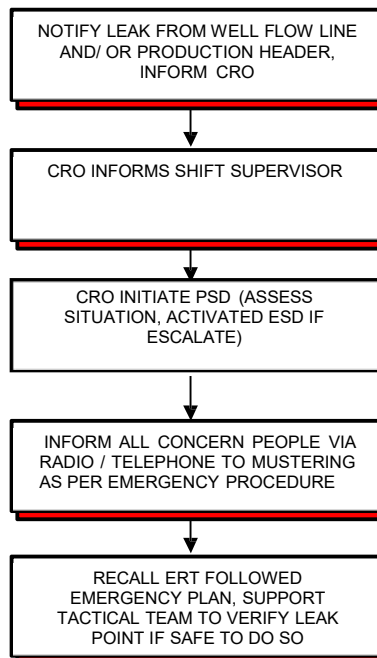 NOTIFY LEAK FROM WELL FLOW LINE
AND/ OR PRODUCTION HEADER,
INFORM CRO
CRO INFORMS SHIFT SUPERVISOR
CRO INITIATE PSD (ASSESS
SITUATION, ACTIVATED ESD IF
ESCALATE)
INFORM ALL CONCERN PEOPLE VIA
RADIO / TELEPHONE TO MUSTERING
AS PER EMERGENCY PROCEDURE
RECALL ERT FOLLOWED
EMERGENCY PLAN, SUPPORT
TACTICAL TEAM TO VERIFY LEAK
POINT IF SAFE TO DO SO